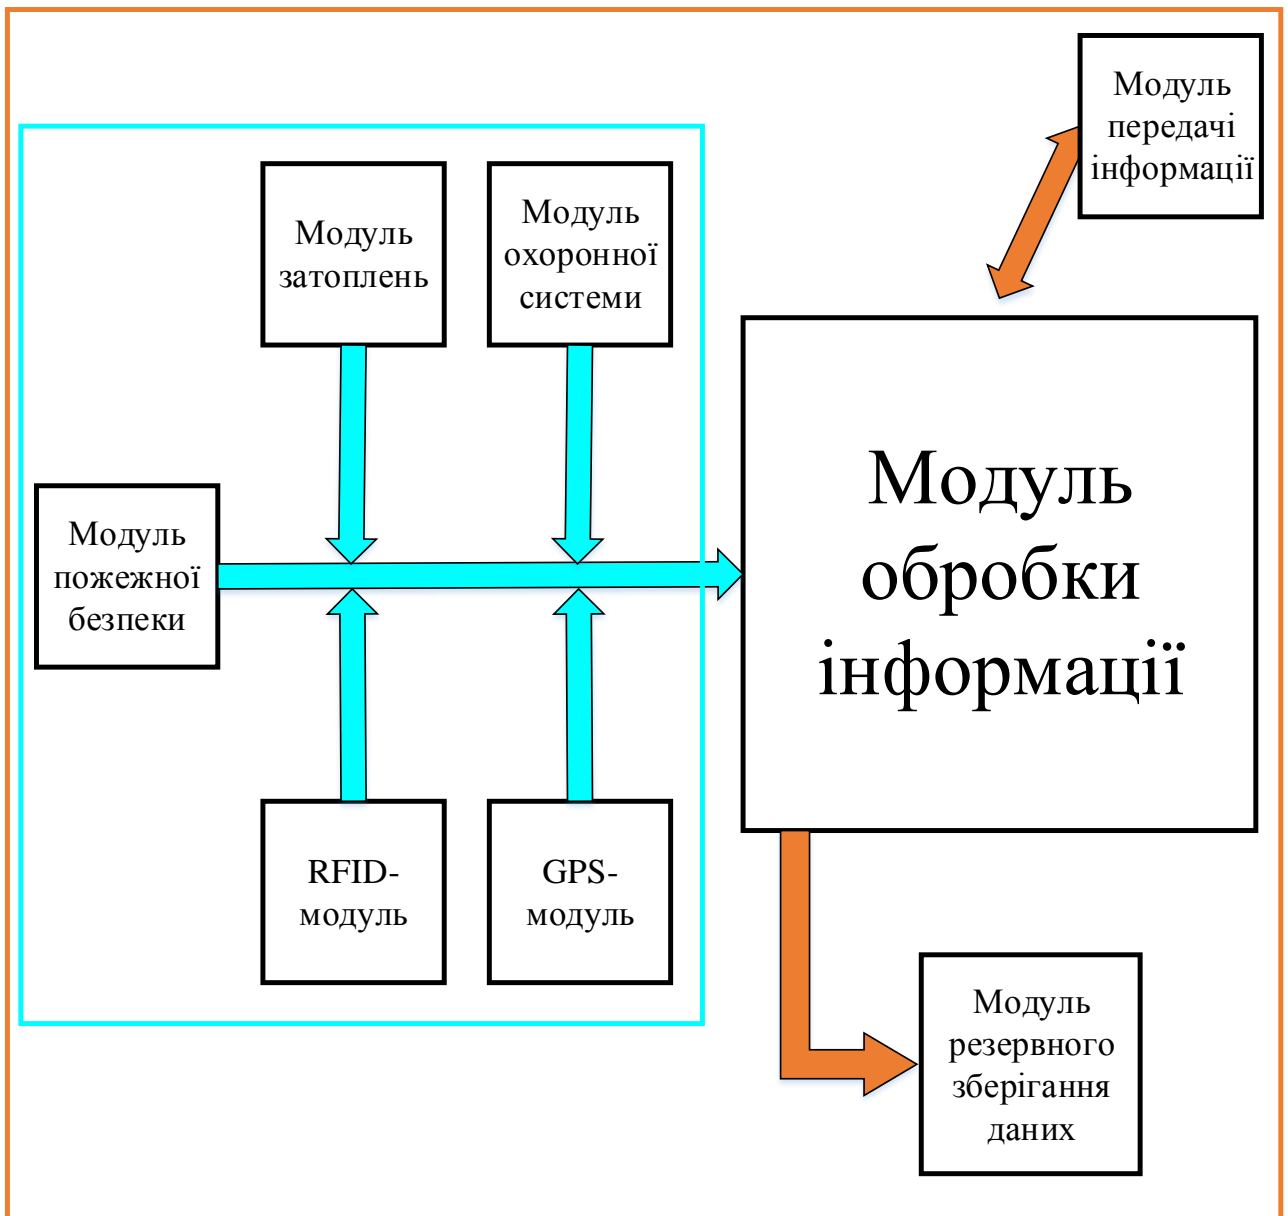 Модуль
передачі
інформації
Модуль
затоплень
Модуль
охоронної
системи
Модуль
пожежної
безпеки
Модуль
обробки
інформації
RFID-
модуль
GPS-
модуль
Модуль
резервного
зберігання
даних